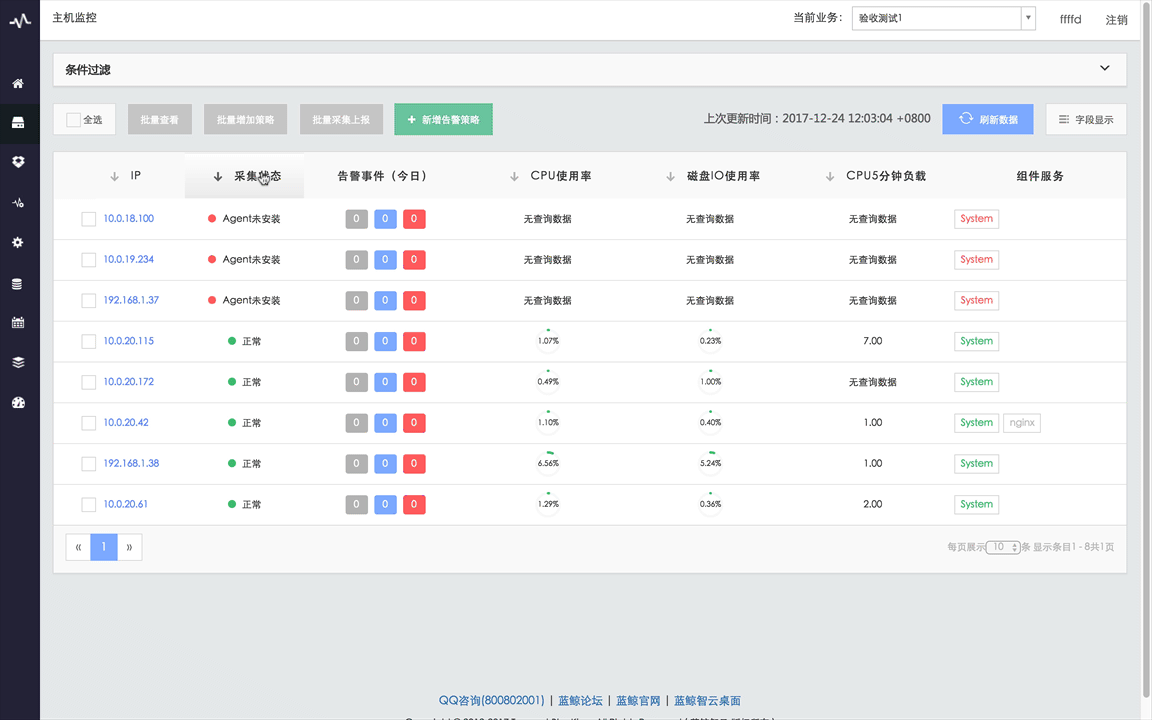 主机监控 当前业务： 验收测试1 ffffd 注销
条件过滤
全选 批量查看 批量增加策略 批量采集上报 + 新增告警策略 上次更新时间：2017-12-24 12:03:04 +0800 刷新数据 字段显示
IP 采集状态 告警事件（今日） CPU使用率 磁盘IO使用率 CPU5分钟负载 组件服务
10.0.18.100 Agent未安装 0 0 0 无查询数据 无查询数据 无查询数据 System
10.0.19.234 Agent未安装 0 0 0 无查询数据 无查询数据 无查询数据 System
192.168.1.37 Agent未安装 0 0 0 无查询数据 无查询数据 无查询数据 System
10.0.20.115 正常 0 0 0 1.07% 0.23% 7.00 System
10.0.20.172 正常 0 0 0 0.49% 1.00% 无查询数据 System
10.0.20.42 正常 0 0 0 1.10% 0.40% 1.00 System nginx
192.168.1.38 正常 0 0 0 6.56% 5.24% 1.00 System
10.0.20.61 正常 0 0 0 1.29% 0.36% 2.00 System
« 1 » 每页展示 10 条 显示条目1 - 8共1页
QQ咨询(800802001) | 蓝鲸论坛 | 蓝鲸官网 | 蓝鲸智云桌面